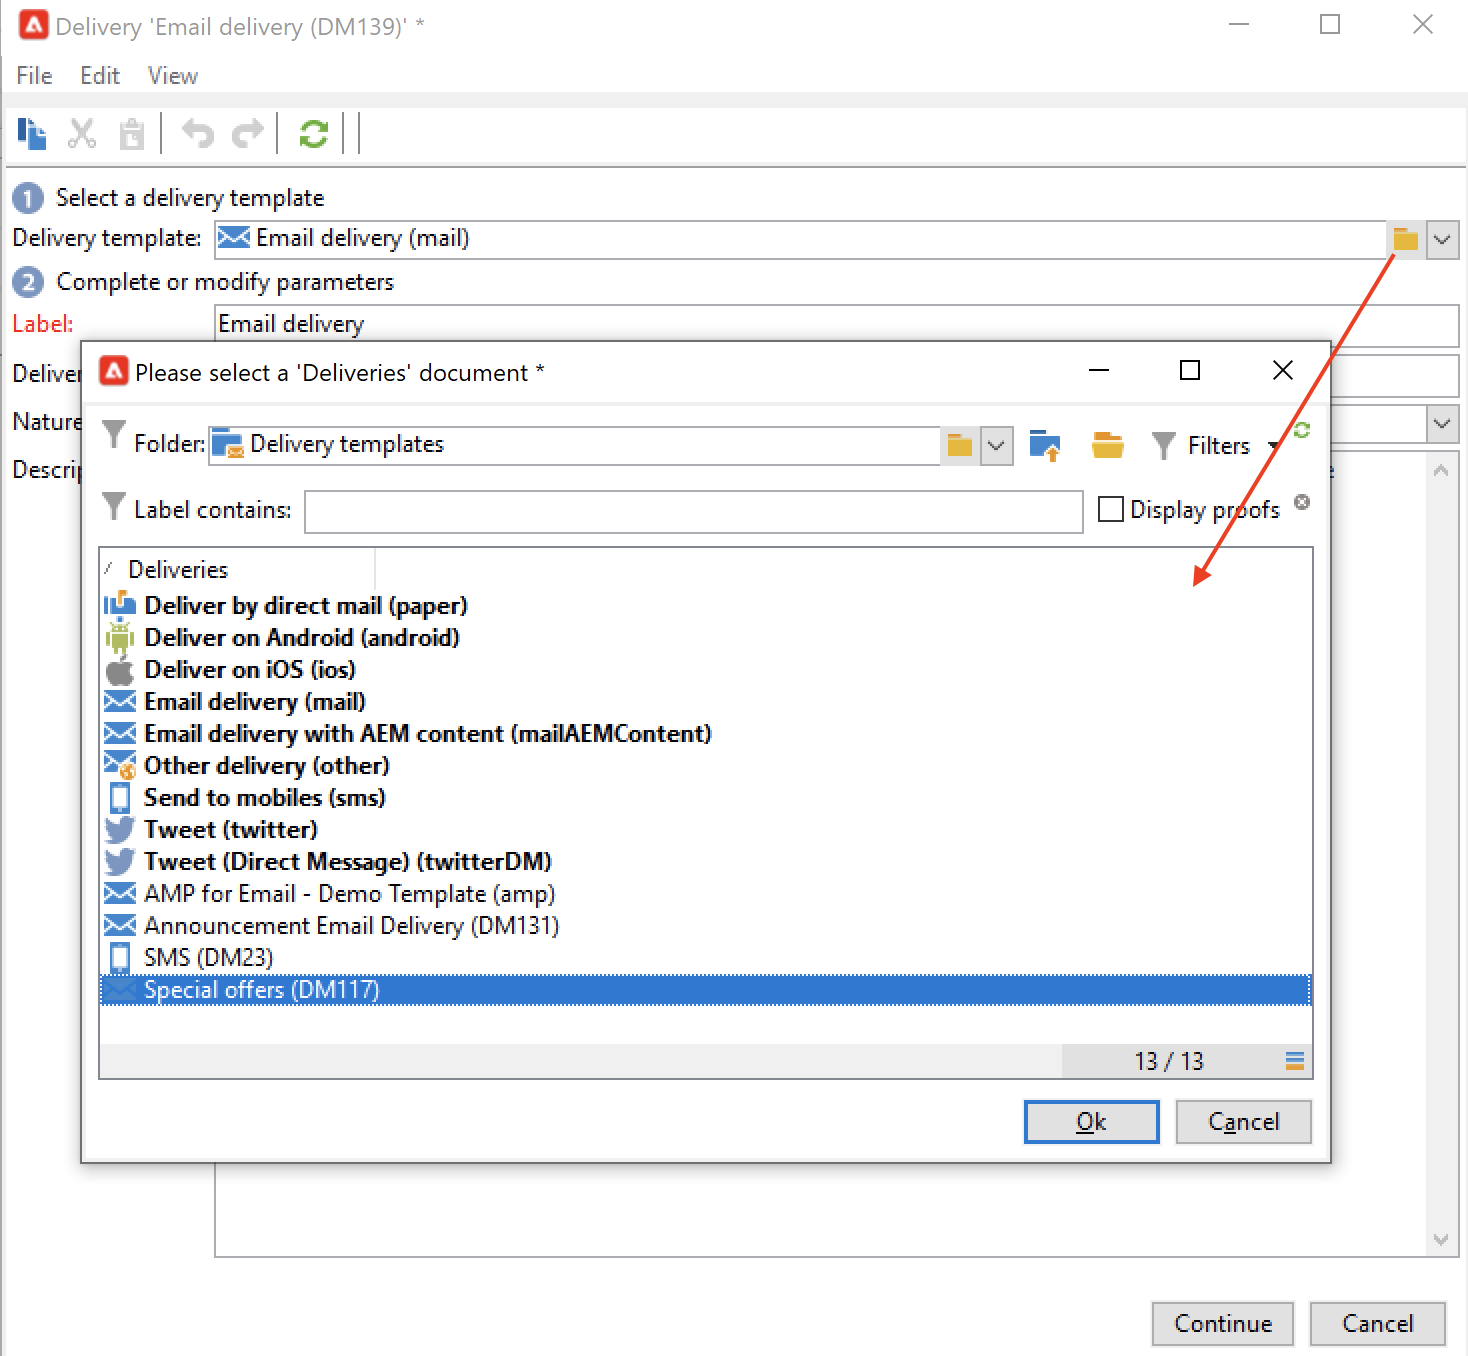 Delivery 'Email delivery (DM139)' *
File Edit View
1 Select a delivery template
Delivery template: Email delivery (mail)
2 Complete or modify parameters
Label: Email delivery
Deliver
Nature
Descrip
Please select a 'Deliveries' document *
Folder: Delivery templates Filters
Label contains: Display proofs
Deliveries
Deliver by direct mail (paper)
Deliver on Android (android)
Deliver on iOS (ios)
Email delivery (mail)
Email delivery with AEM content (mailAEMContent)
Other delivery (other)
Send to mobiles (sms)
Tweet (twitter)
Tweet (Direct Message) (twitterDM)
AMP for Email - Demo Template (amp)
Announcement Email Delivery (DM131)
SMS (DM23)
Special offers (DM117)
13 / 13
Ok Cancel
Continue Cancel